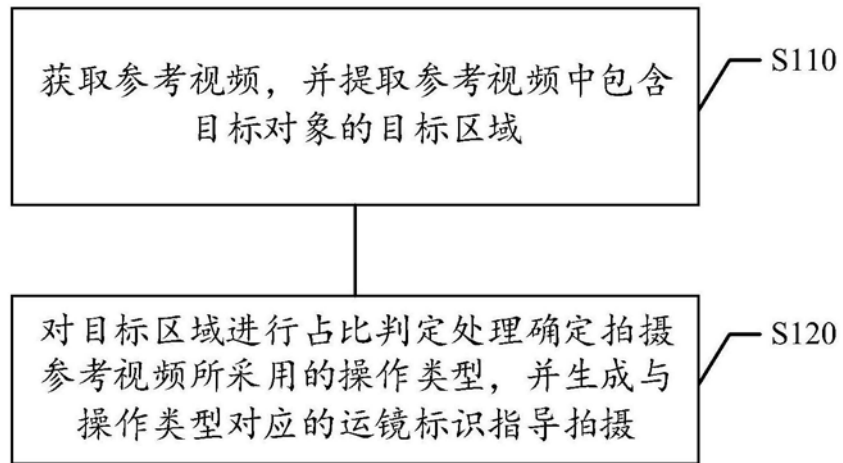 获取参考视频，并提取参考视频中包含
目标对象的目标区域
S110
对目标区域进行占比判定处理确定拍摄
参考视频所采用的操作类型，并生成与
操作类型对应的运镜标识指导拍摄
S120